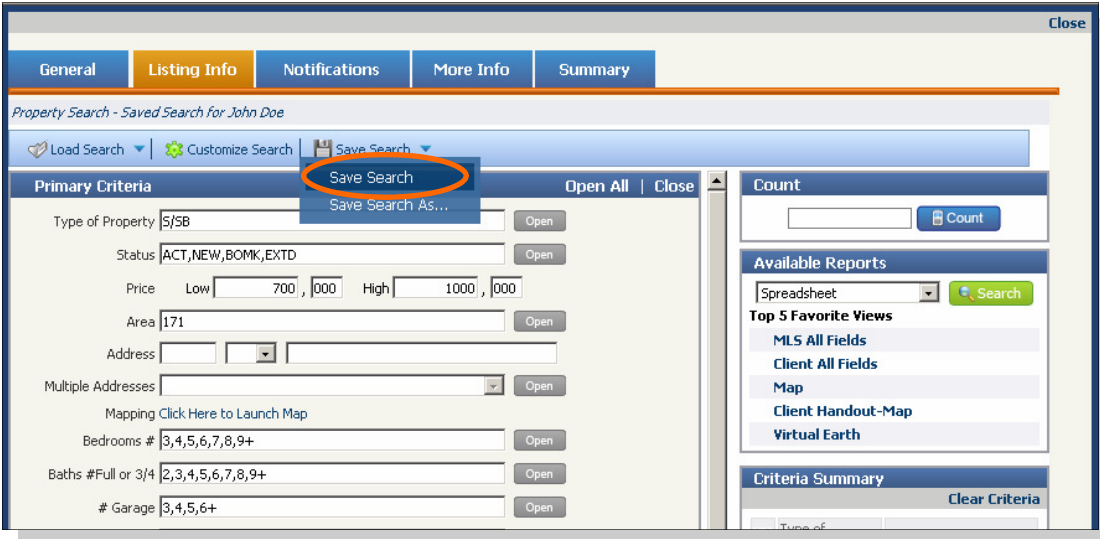 Close
General Listing Info Notifications More Info Summary
Property Search - Saved Search for John Doe
Load Search Customize Search Save Search
Save Search
Save Search As...
Primary Criteria Open All | Close
Type of Property S/SB Open
Status ACT,NEW,BOMK,EXTD Open
Price Low 700 , 000 High 1000 , 000
Area 171 Open
Address
Multiple Addresses Open
Mapping Click Here to Launch Map
Bedrooms # 3,4,5,6,7,8,9+ Open
Baths #Full or 3/4 2,3,4,5,6,7,8,9+ Open
# Garage 3,4,5,6+ Open
Count
Count
Available Reports
Spreadsheet Search
Top 5 Favorite Views
MLS All Fields
Client All Fields
Map
Client Handout-Map
Virtual Earth
Criteria Summary
Clear Criteria
Type of